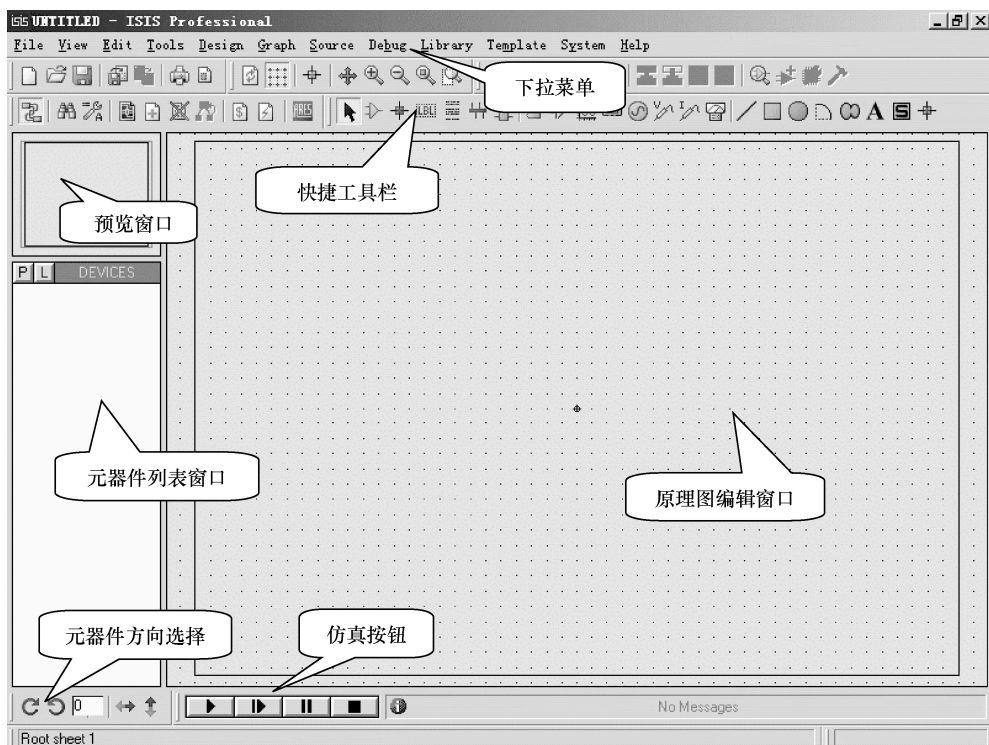 isis UNTITLED - ISIS Professional
File View Edit Tools Design Graph Source Debug Library Template System Help
下拉菜单
LBL
A
S
快捷工具栏
预览窗口
P L DEVICES
元器件列表窗口
原理图编辑窗口
元器件方向选择
仿真按钮
0
No Messages
Root sheet 1